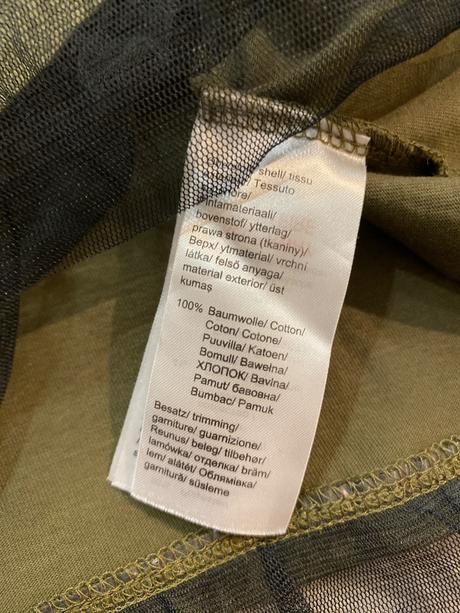 shell/ tissu
Tessuto
intamateriaali/
bovenstof/ ytterlag/
prawa strona (tkaniny)/
Верх/ ytmaterial/ vrchní
látka/ felső anyaga/
material exterior/ üst
kumaş
100% Baumwolle/ Cotton/
Coton/ Cotone/
Puuvilla/ Katoen/
Bomull/ Bawełna/
ХЛОПОК/ Bavlna/
Pamut/ бавовна/
Bumbac/ Pamuk
Besatz/ trimming/
garniture/ guarnizione/
Reunus/ beleg/ tilbehør/
lamówka/ отделка/ bräm/
lem/ alátét/ Облямівка/
garnitură/ süsleme